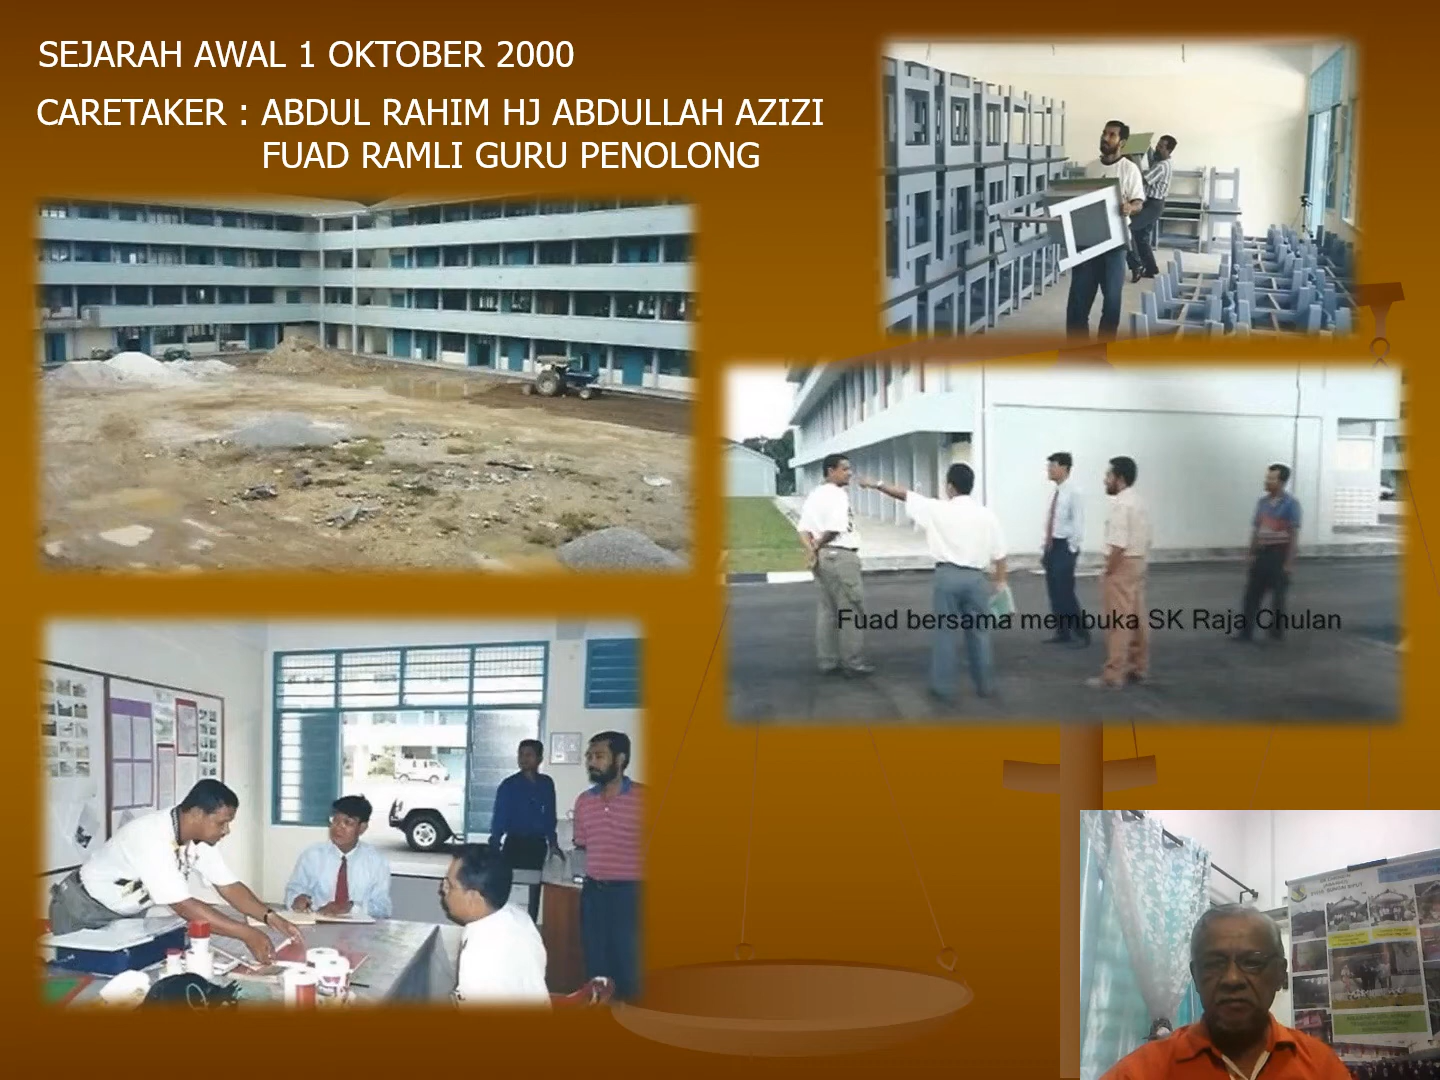 SEJARAH AWAL 1 OKTOBER 2000
CARETAKER : ABDUL RAHIM HJ ABDULLAH AZIZI
FUAD RAMLI GURU PENOLONG
Fuad bersama membuka SK Raja Chulan